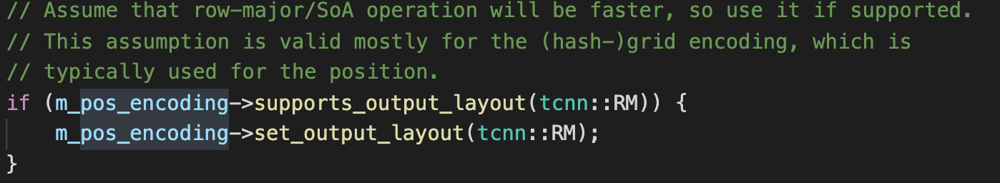 // Assume that row-major/SoA operation will be faster, so use it if supported.
// This assumption is valid mostly for the (hash-)grid encoding, which is
// typically used for the position.
if (m_pos_encoding->supports_output_layout(tcnn::RM)) {
    m_pos_encoding->set_output_layout(tcnn::RM);
}